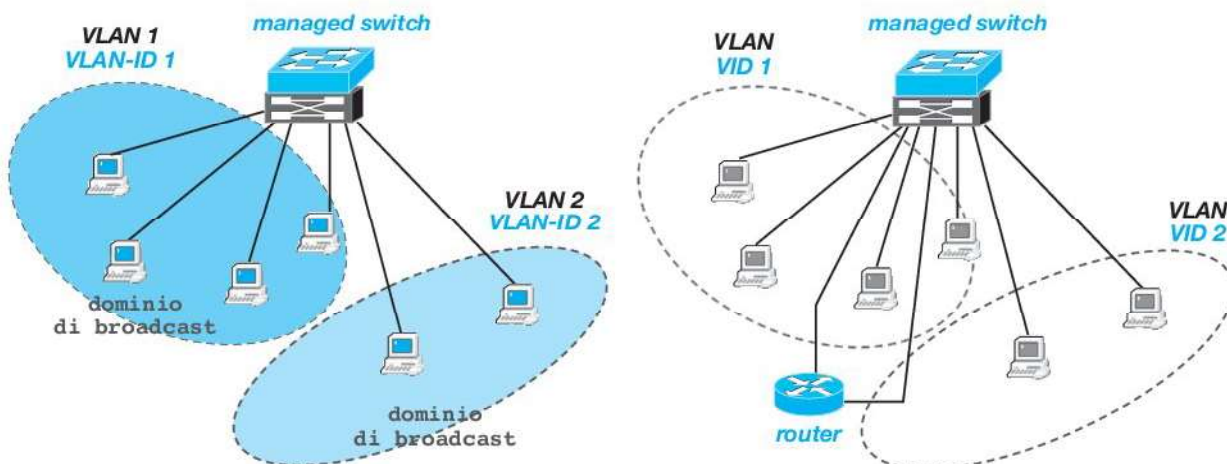 managed switch
VLAN 1
VLAN-ID 1
VLAN 2
VLAN-ID 2
dominio
di broadcast
dominio
di broadcast
managed switch
VLAN
VID 1
VLAN
VID 2
router